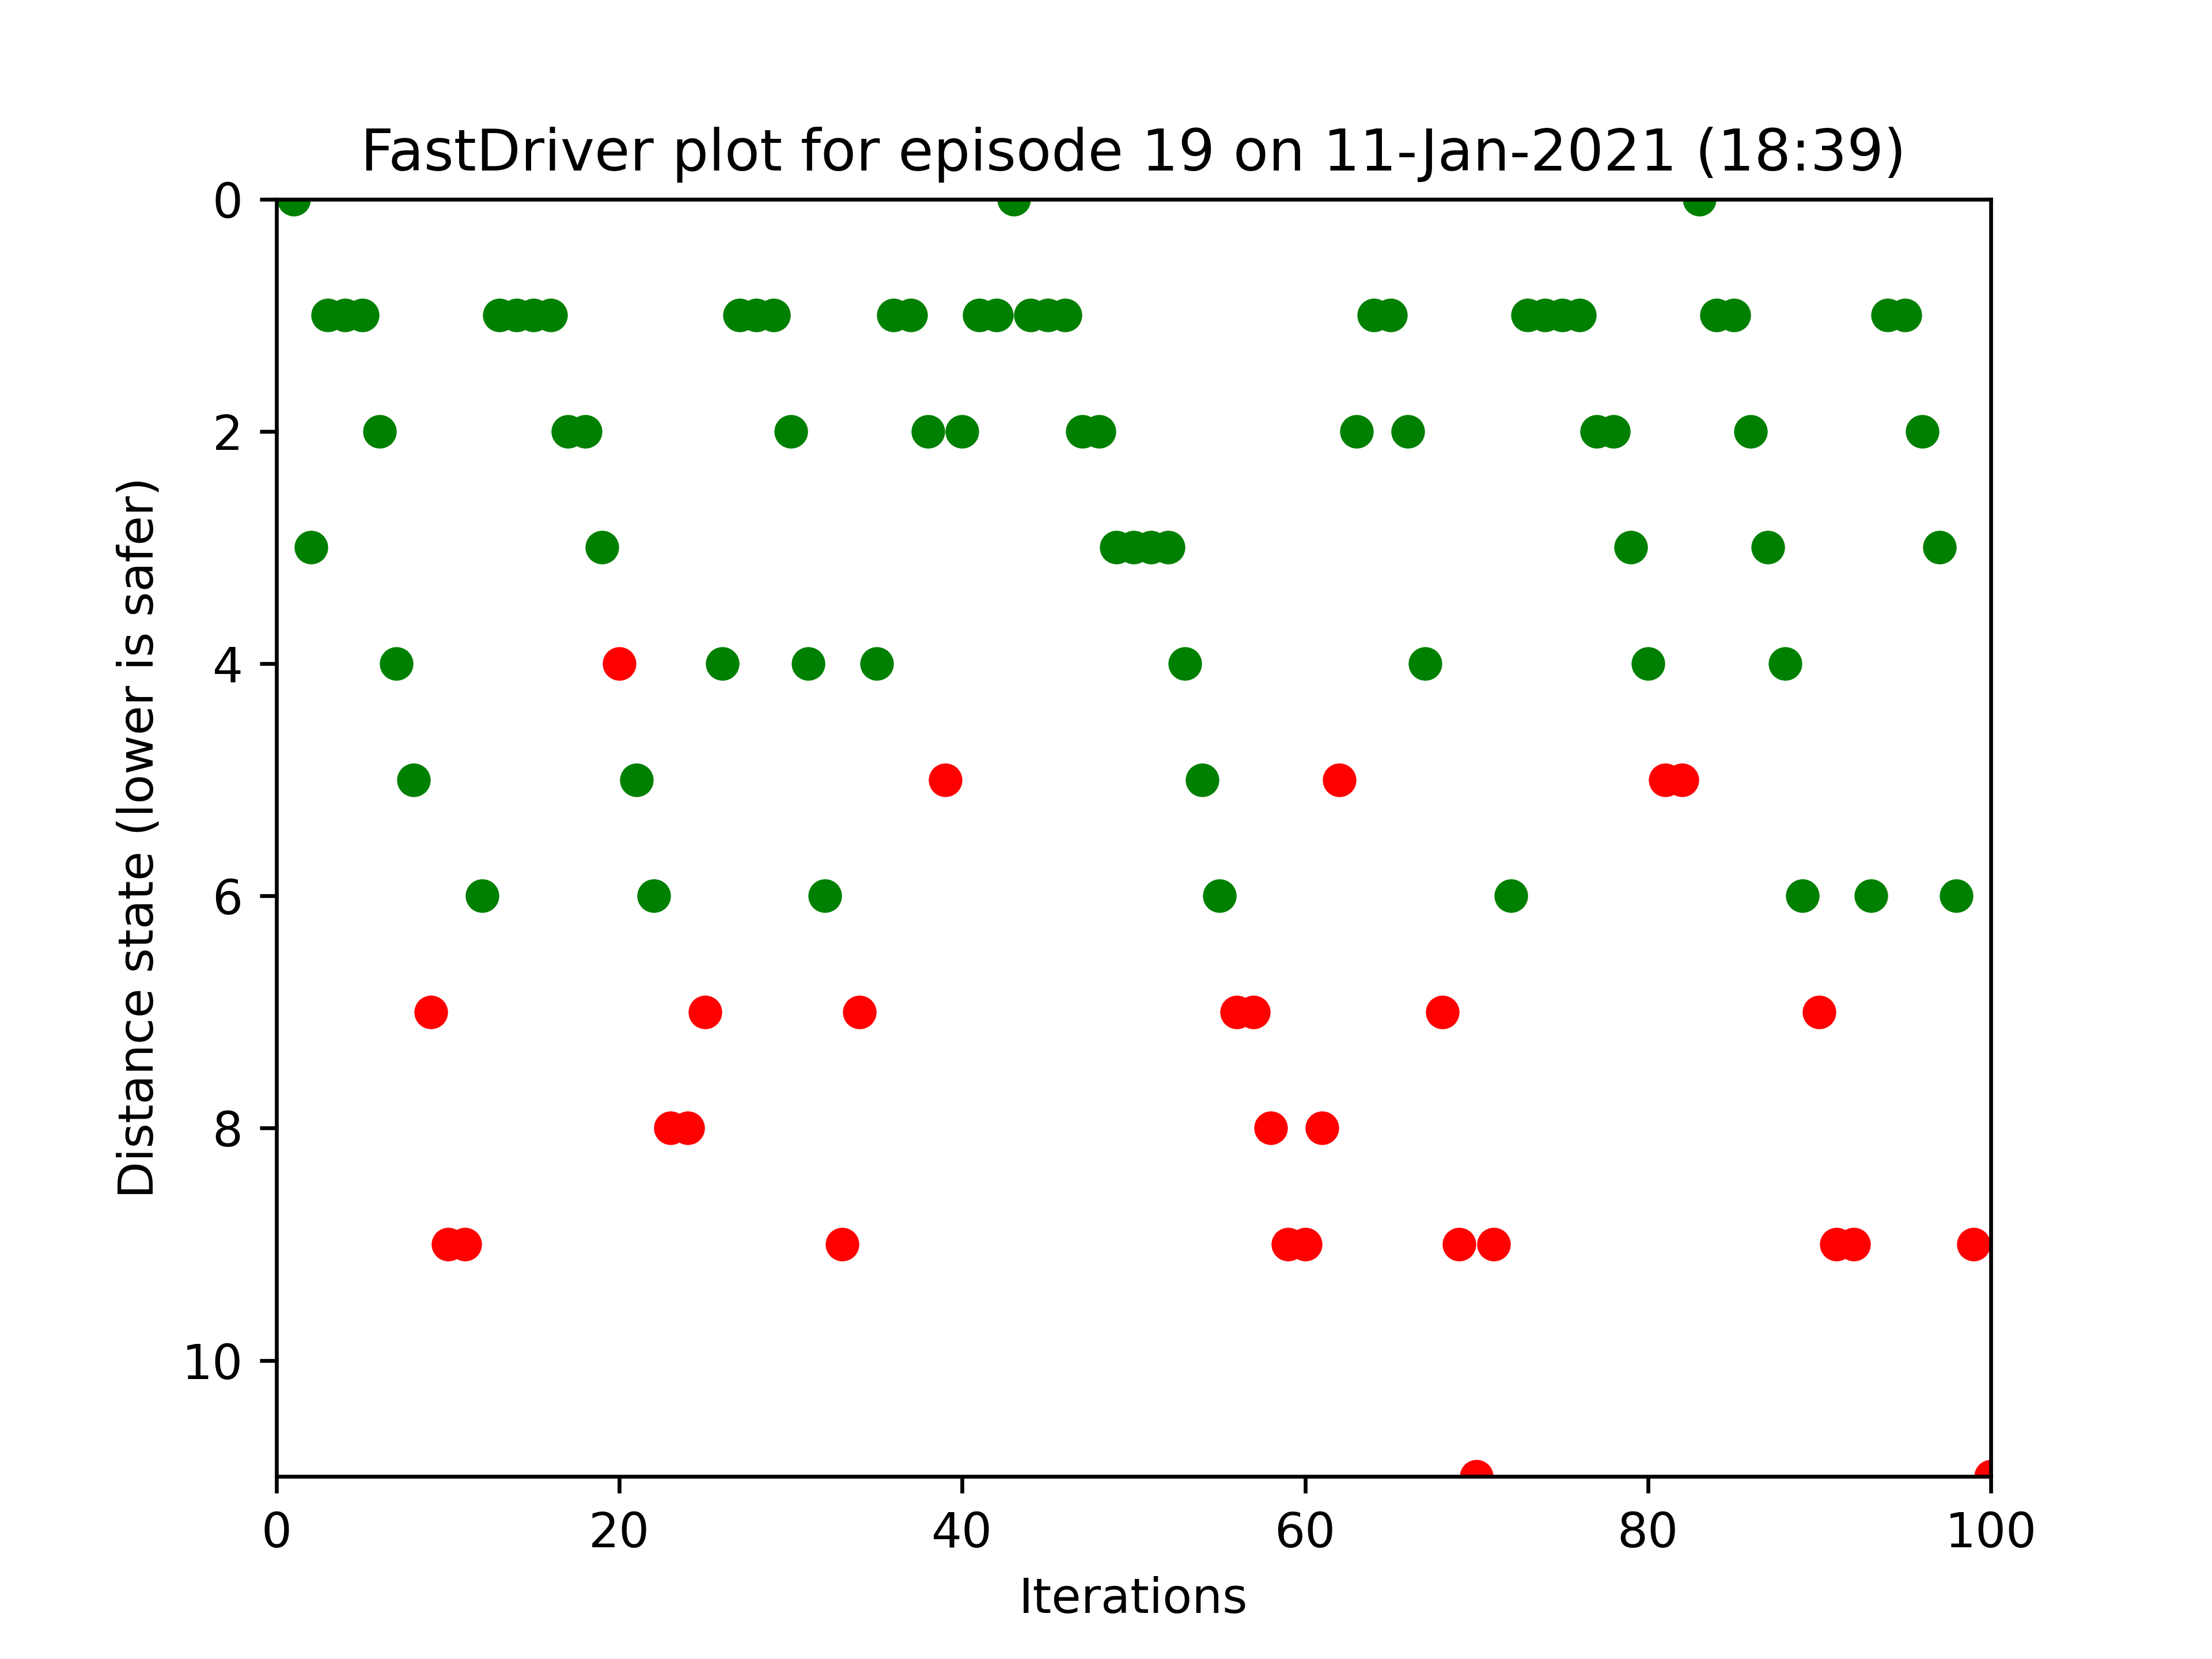 FastDriver plot for episode 19 on 11-Jan-2021 (18:39)
0
2
4
6
8
10
Distance state (lower is safer)
0 20 40 60 80 100
Iterations